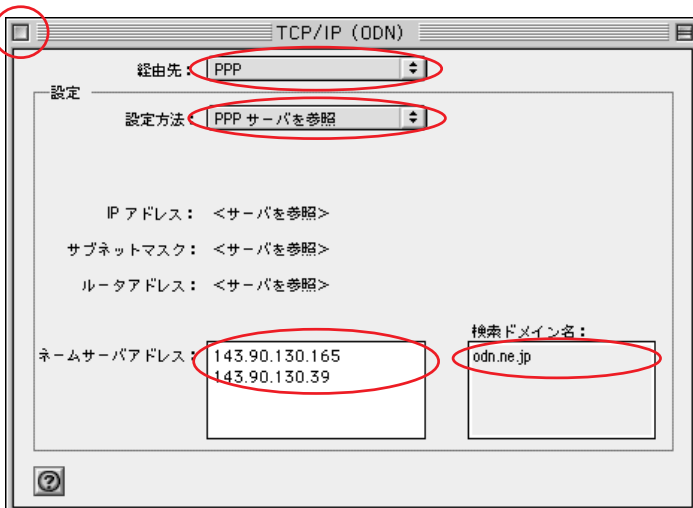 TCP/IP (ODN)
経由先： PPP
設定
設定方法： PPP サーバを参照
IP アドレス： <サーバを参照>
サブネットマスク： <サーバを参照>
ルータアドレス： <サーバを参照>
検索ドメイン名：
ネームサーバアドレス： 143.90.130.165 odn.ne.jp
143.90.130.39
?